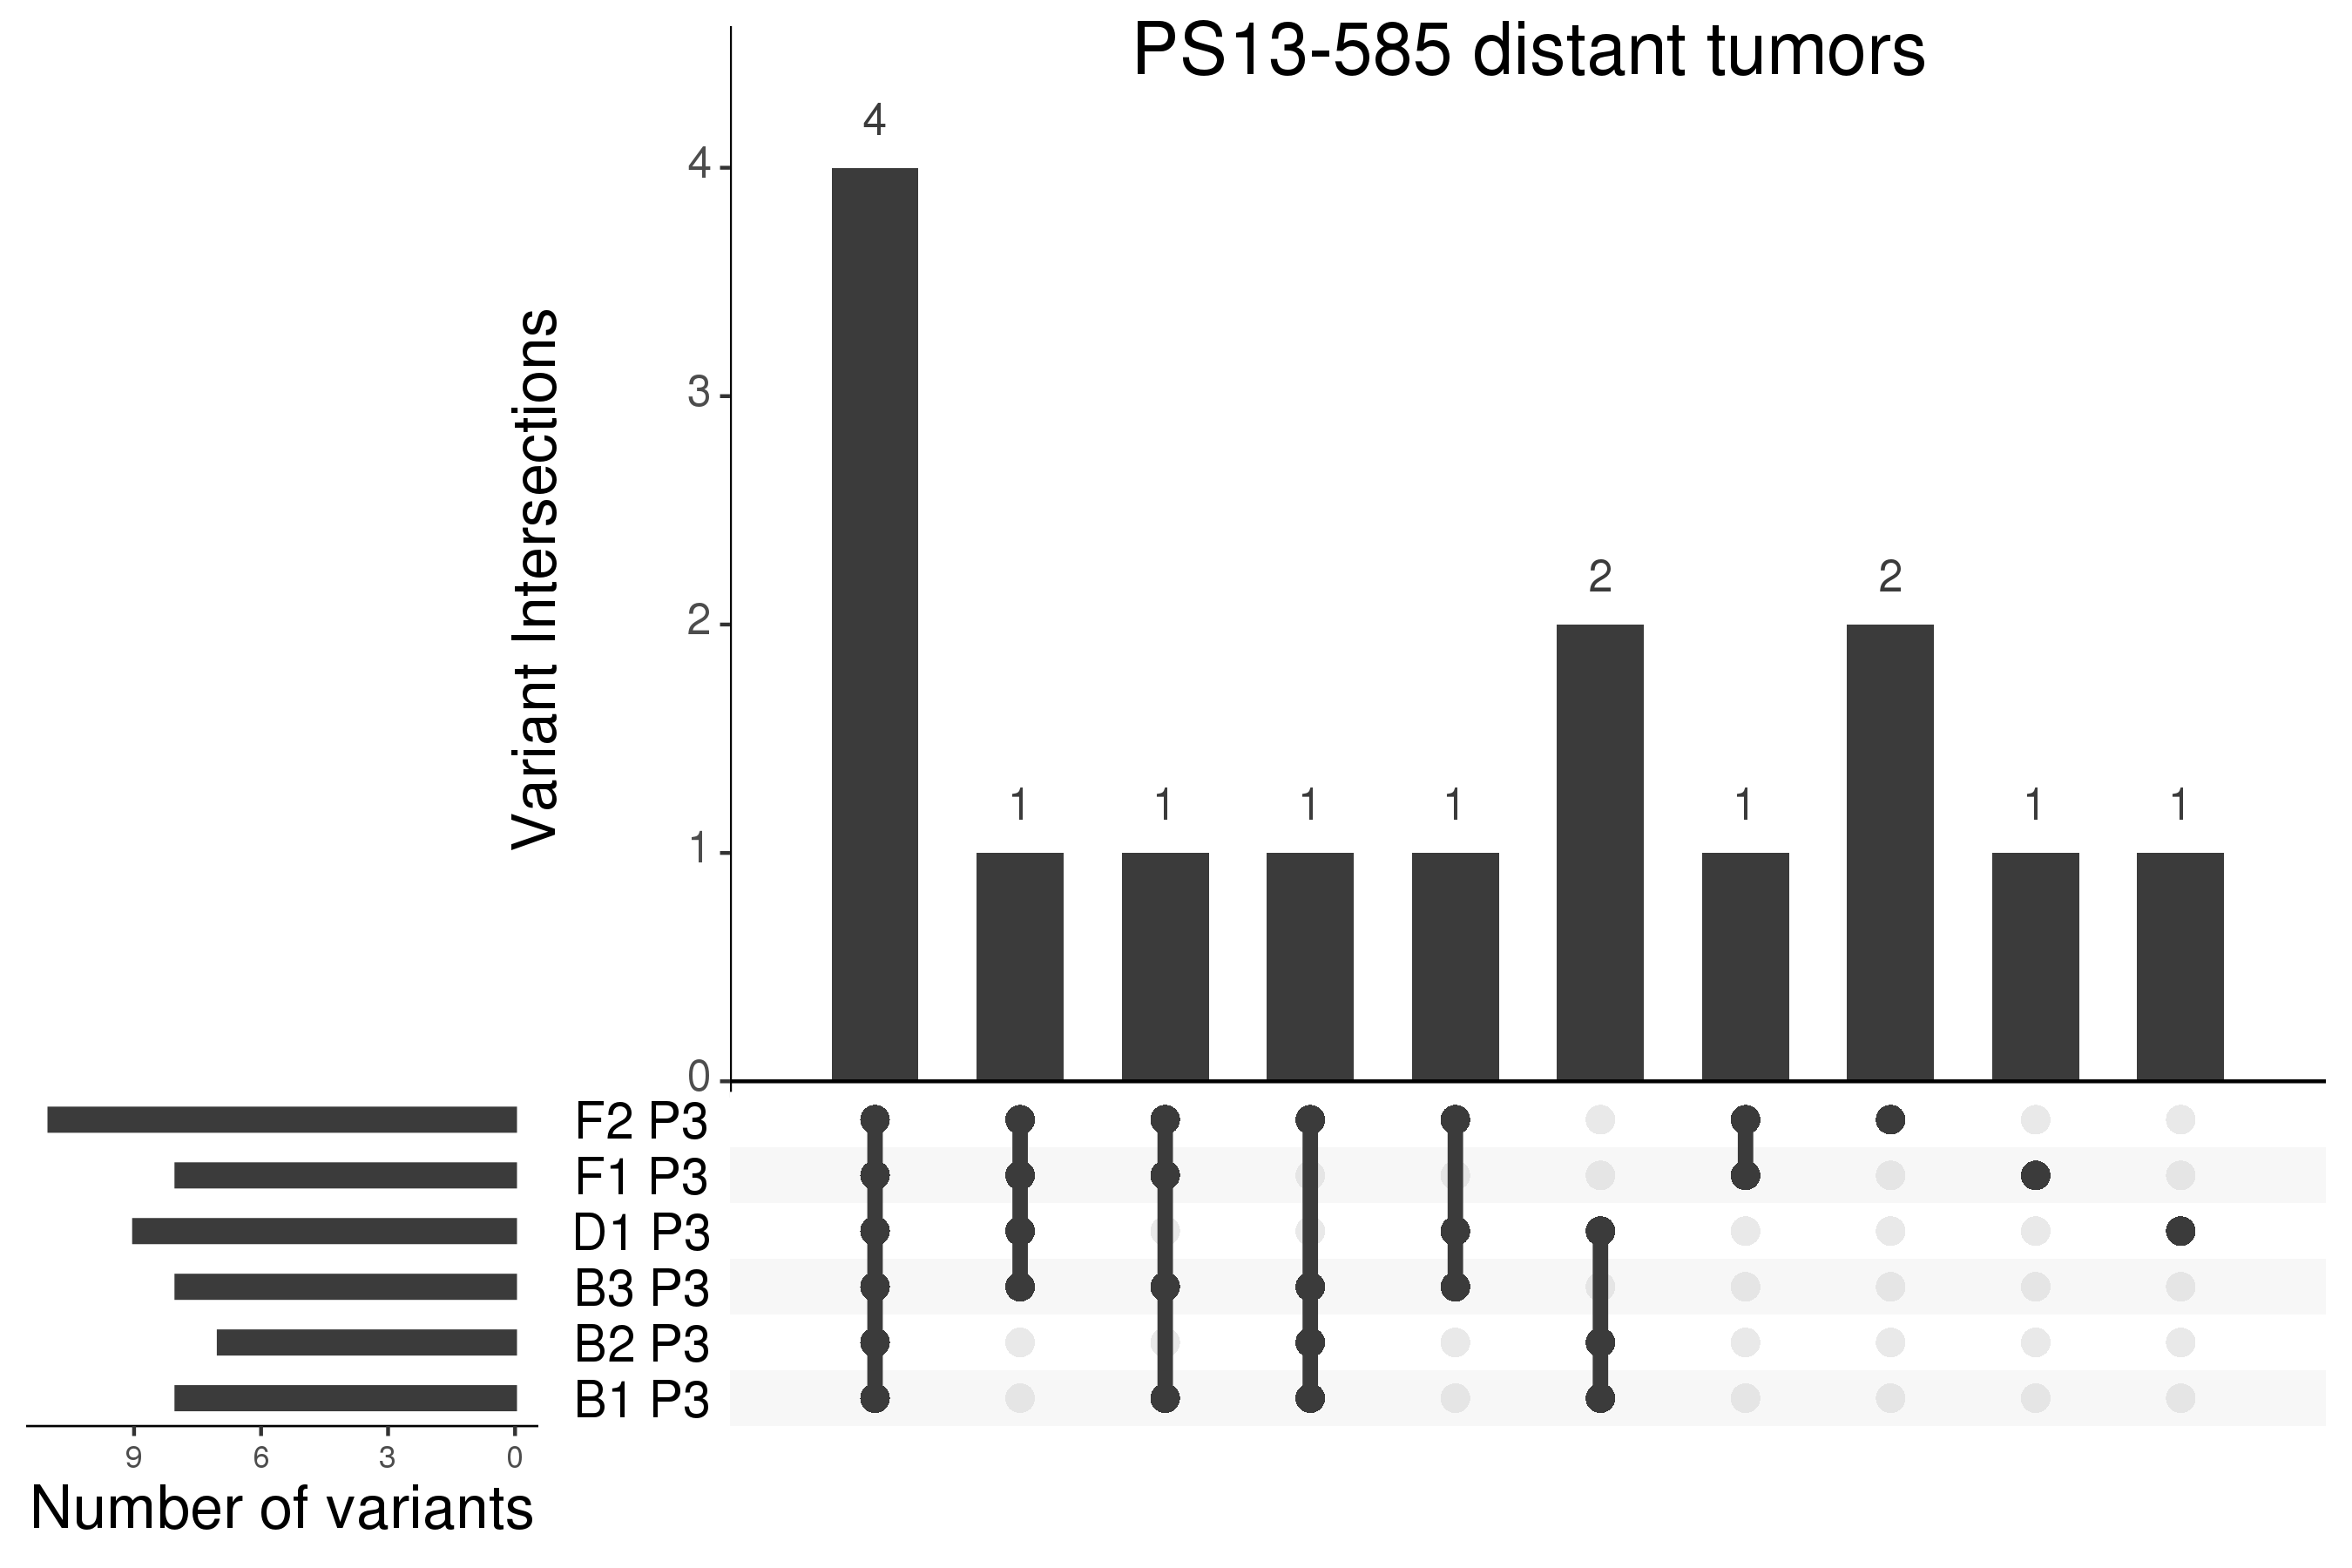 PS13-585 distant tumors
Variant Intersections
4
3
2
1
0
4
1
1
1
1
2
1
2
1
1
F2 P3
F1 P3
D1 P3
B3 P3
B2 P3
B1 P3
9 6 3 0
Number of variants